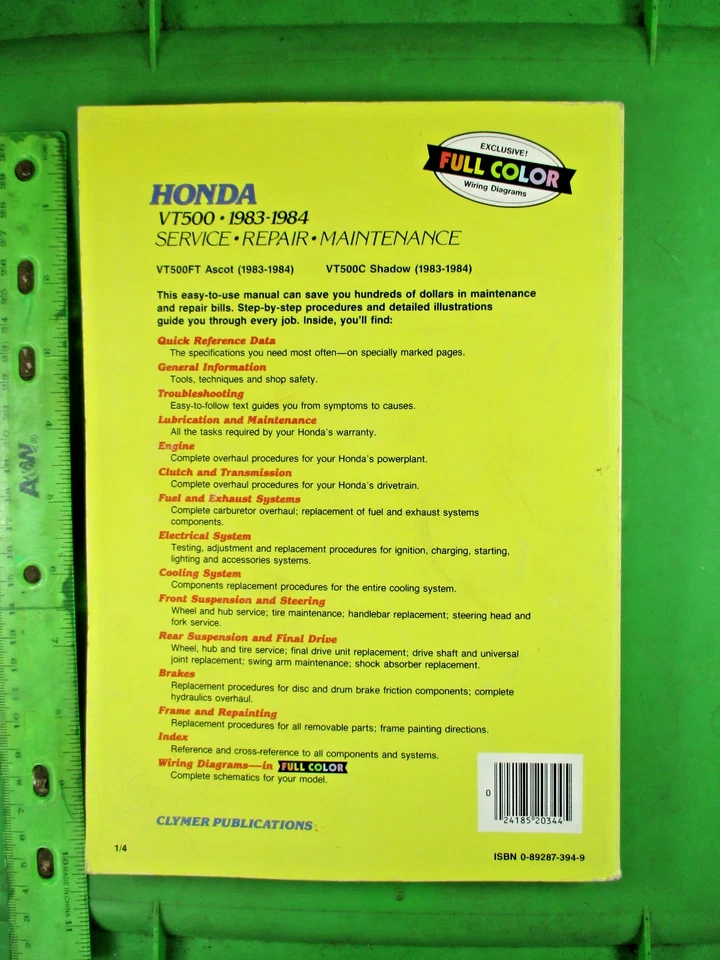 EXCLUSIVE!
FULL COLOR
Wiring Diagrams
HONDA
VT500 • 1983-1984
SERVICE • REPAIR • MAINTENANCE
VT500FT Ascot (1983-1984) VT500C Shadow (1983-1984)
This easy-to-use manual can save you hundreds of dollars in maintenance
and repair bills. Step-by-step procedures and detailed illustrations
guide you through every job. Inside, you'll find:
Quick Reference Data
The specifications you need most often—on specially marked pages.
General Information
Tools, techniques and shop safety.
Troubleshooting
Easy-to-follow text guides you from symptoms to causes.
Lubrication and Maintenance
All the tasks required by your Honda's warranty.
Engine
Complete overhaul procedures for your Honda's powerplant.
Clutch and Transmission
Complete overhaul procedures for your Honda's drivetrain.
Fuel and Exhaust Systems
Complete carburetor overhaul; replacement of fuel and exhaust systems
components.
Electrical System
Testing, adjustment and replacement procedures for ignition, charging, starting,
lighting and accessories systems.
Cooling System
Components replacement procedures for the entire cooling system.
Front Suspension and Steering
Wheel and hub service; tire maintenance; handlebar replacement; steering head and
fork service.
Rear Suspension and Final Drive
Wheel, hub and tire service; final drive unit replacement; drive shaft and universal
joint replacement; swing arm maintenance; shock absorber replacement.
Brakes
Replacement procedures for disc and drum brake friction components; complete
hydraulics overhaul.
Frame and Repainting
Replacement procedures for all removable parts; frame painting directions.
Index
Reference and cross-reference to all components and systems.
Wiring Diagrams—in FULL COLOR
Complete schematics for your model.
CLYMER PUBLICATIONS
0
24185 20344
1/4
ISBN 0-89287-394-9
A&W®